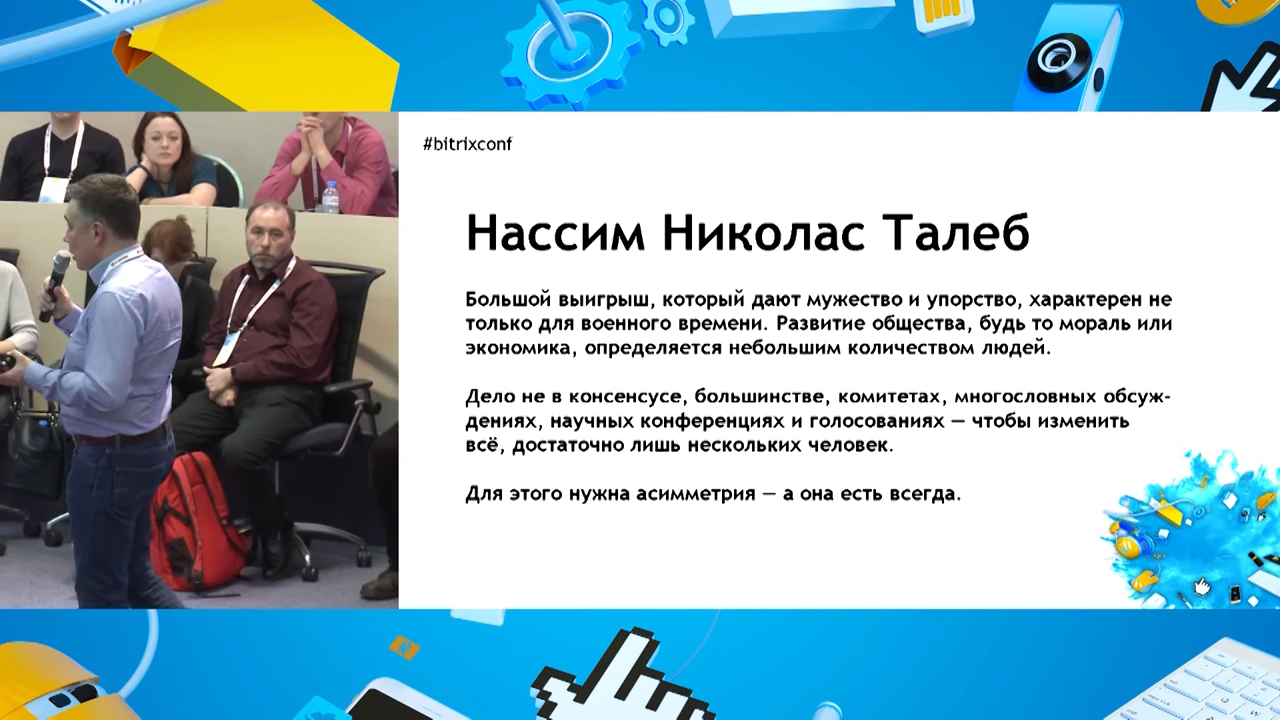 #bitrixconf
Нассим Николас Талеб
Большой выигрыш, который дают мужество и упорство, характерен не
только для военного времени. Развитие общества, будь то мораль или
экономика, определяется небольшим количеством людей.
Дело не в консенсусе, большинстве, комитетах, многословных обсуж-
дениях, научных конференциях и голосованиях — чтобы изменить
всё, достаточно лишь нескольких человек.
Для этого нужна асимметрия — а она есть всегда.